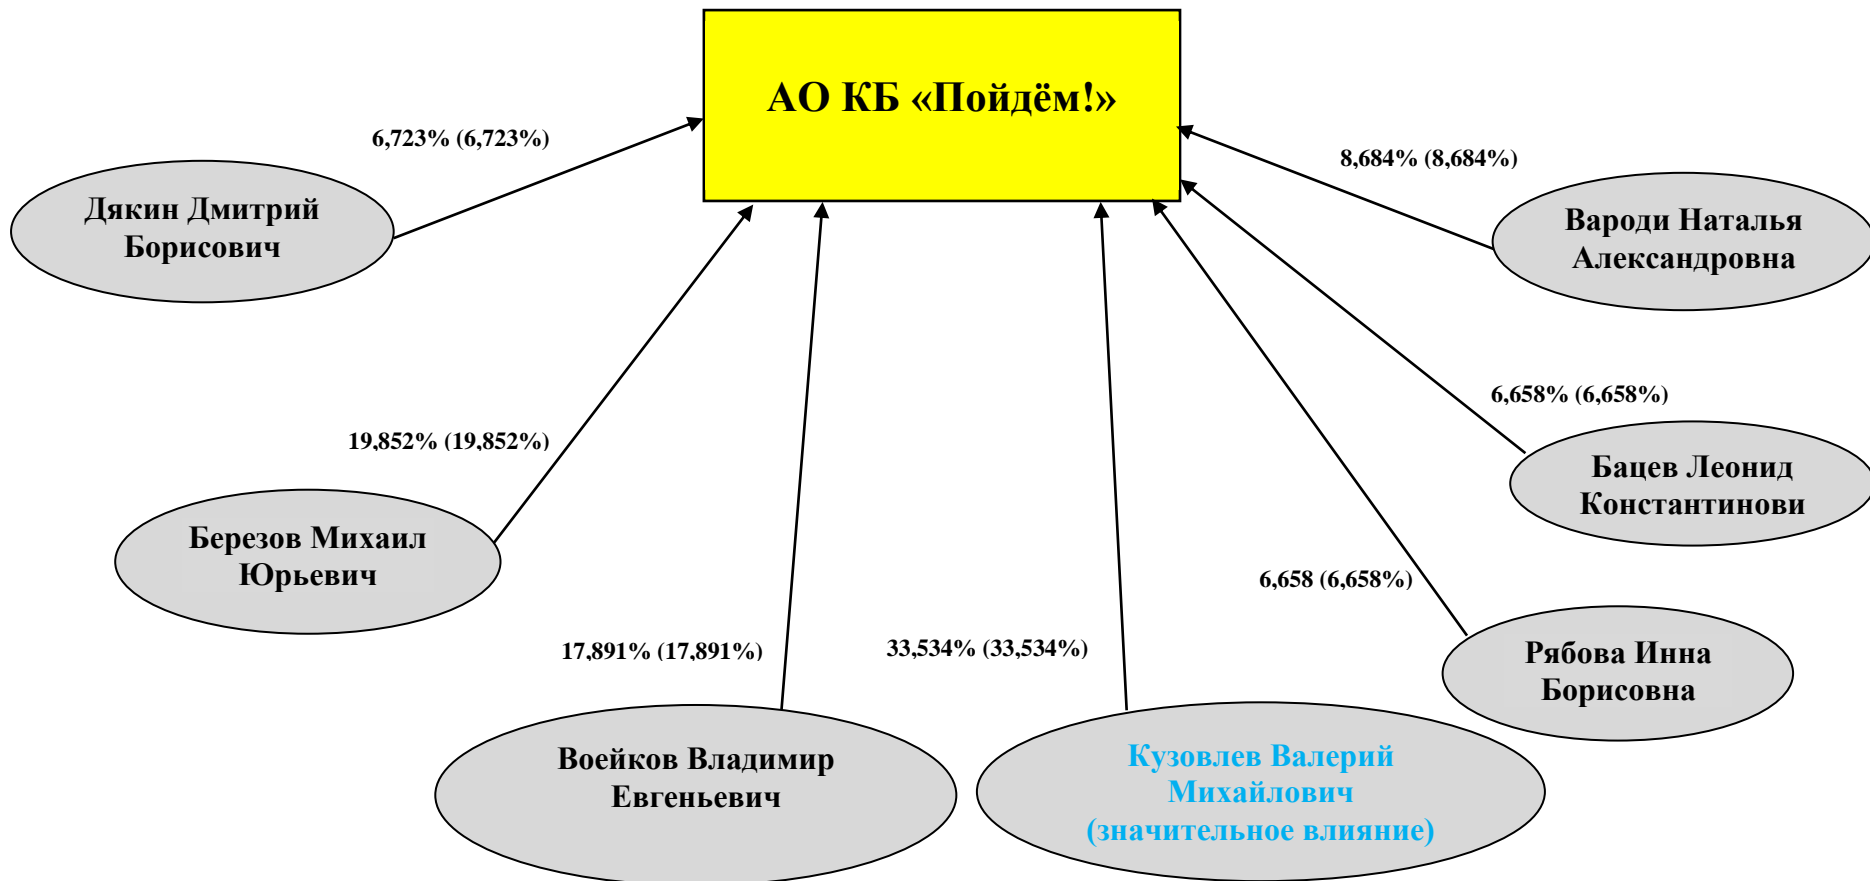 АО КБ «Пойдём!»
6,723% (6,723%)
8,684% (8,684%)
Дякин Дмитрий
Борисович
Вароди Наталья
Александровна
19,852% (19,852%)
6,658% (6,658%)
Березов Михаил
Юрьевич
Бацев Леонид
Константинови
6,658 (6,658%)
17,891% (17,891%)
33,534% (33,534%)
Рябова Инна
Борисовна
Воейков Владимир
Евгеньевич
Кузовлев Валерий
Михайлович
(значительное влияние)